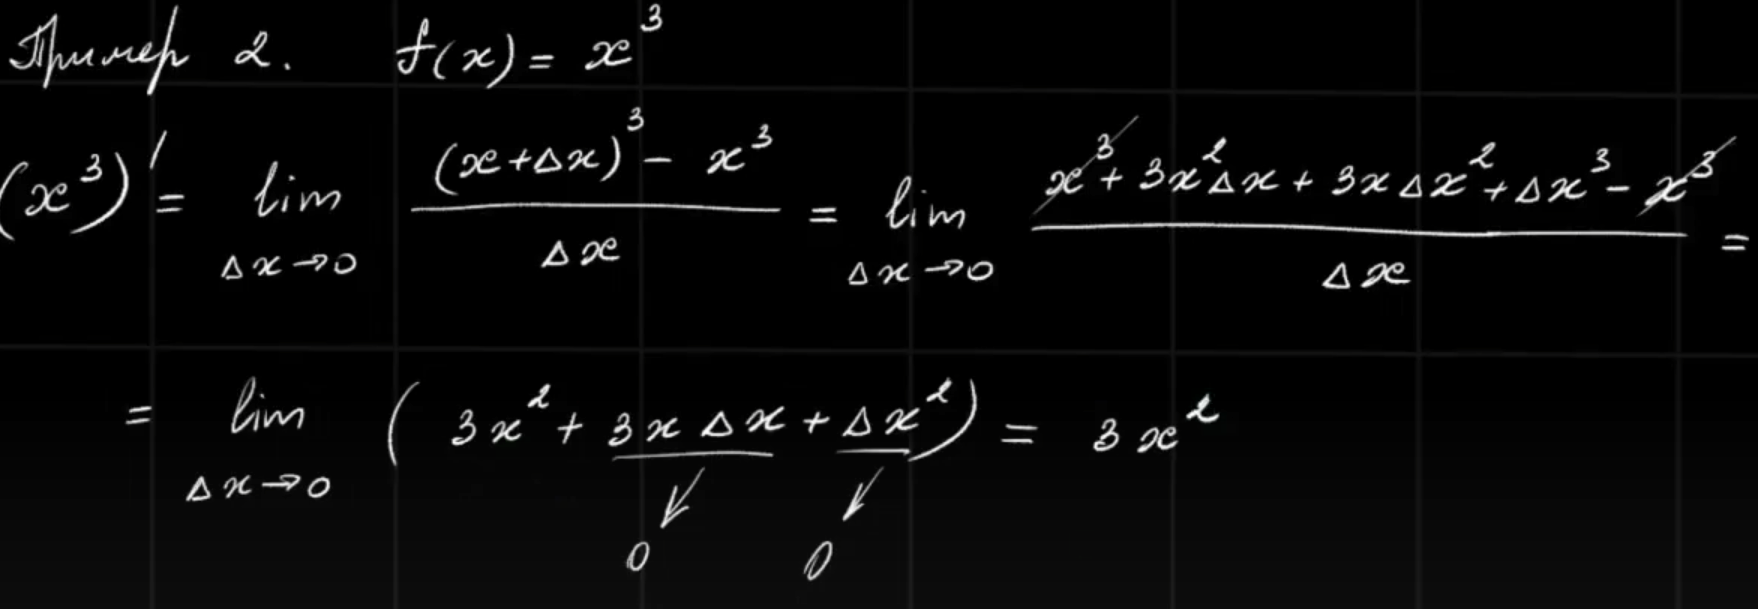 Пример 2. f(x) = x³
(x³)' = lim Δx→0 ((x+Δx)³ − x³)/Δx = lim Δx→0 (x³ + 3x²Δx + 3xΔx² + Δx³ − x³)/Δx =
= lim Δx→0 (3x² + 3xΔx + Δx²) = 3x²
0 0